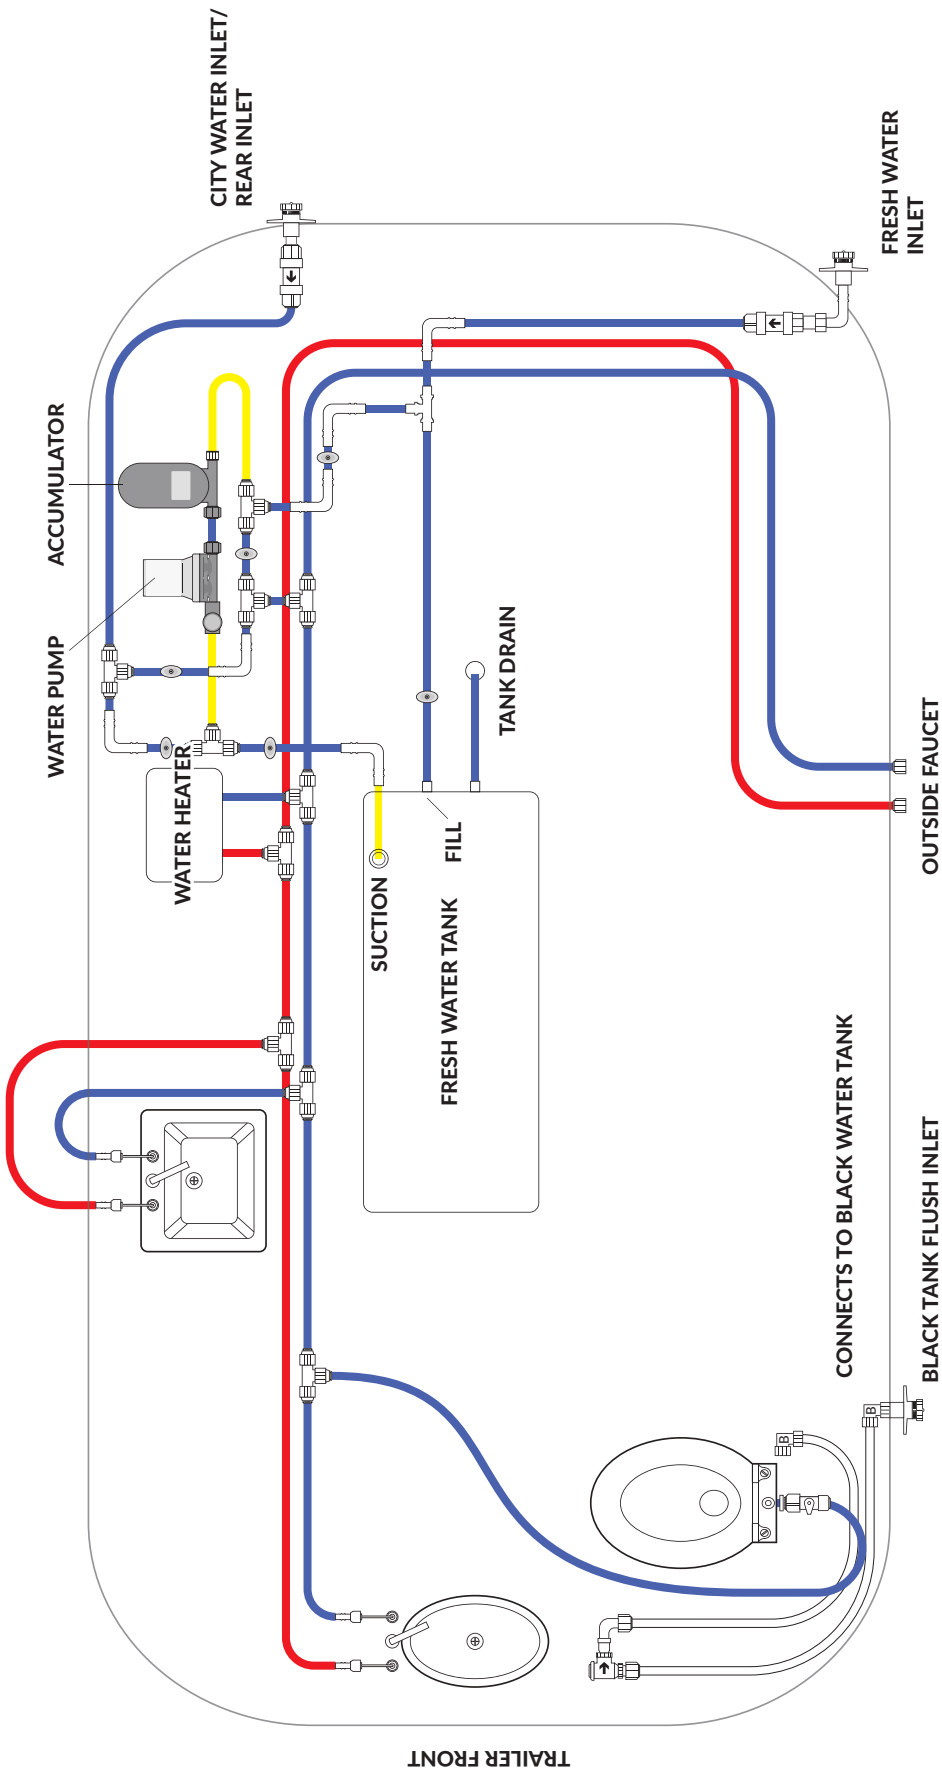 CITY WATER INLET/
REAR INLET
FRESH WATER
INLET
ACCUMULATOR
WATER PUMP
WATER HEATER
TANK DRAIN
FILL
SUCTION
FRESH WATER TANK
OUTSIDE FAUCET
CONNECTS TO BLACK WATER TANK
BLACK TANK FLUSH INLET
B
B
TRAILER FRONT